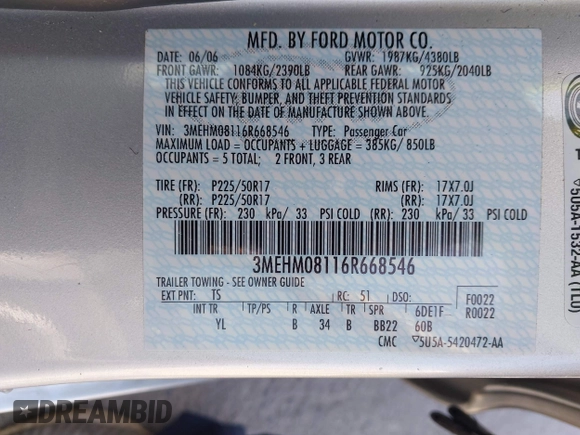 MFD. BY FORD MOTOR CO.
DATE: 06/06 GVWR: 1987KG/4380LB
FRONT GAWR: 1084KG/2390LB REAR GAWR: 925KG/2040LB
THIS VEHICLE CONFORMS TO ALL APPLICABLE FEDERAL MOTOR
VEHICLE SAFETY, BUMPER, AND THEFT PREVENTION STANDARDS
IN EFFECT ON THE DATE OF MANUFACTURE SHOWN ABOVE.
VIN: 3MEHM08116R668546 TYPE: Passenger Car
MAXIMUM LOAD = OCCUPANTS + LUGGAGE = 385KG/ 850LB
OCCUPANTS = 5 TOTAL; 2 FRONT, 3 REAR
TIRE (FR): P225/50R17 RIMS (FR): 17X7.0J
(RR): P225/50R17 (RR): 17X7.0J
PRESSURE (FR): 230 kPa/ 33 PSI COLD (RR): 230 kPa/ 33 PSI COLD
3MEHM08116R668546
TRAILER TOWING - SEE OWNER GUIDE
EXT PNT: TS RC: 51 DSO: F0022
INT TR TP/PS R AXLE TR SPR 6DE1F R0022
YL B 34 B BB22 60B
CMC 5U5A-5420472-AA
5U5A-1532-AA (TLU)
DREAMBID